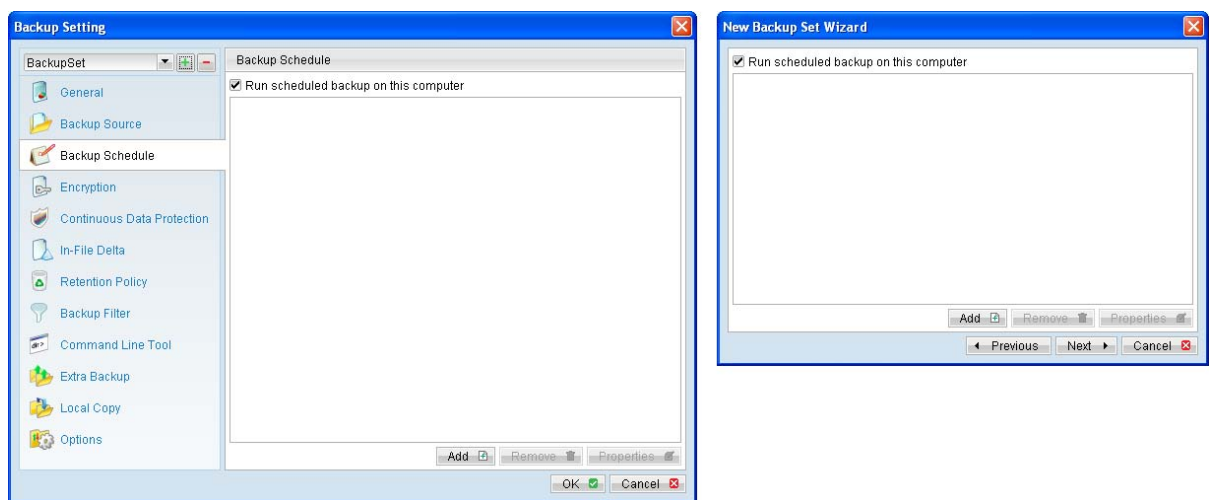 Backup Setting
BackupSet
General
Backup Source
Backup Schedule
Encryption
Continuous Data Protection
In-File Delta
Retention Policy
Backup Filter
Command Line Tool
Extra Backup
Local Copy
Options
Backup Schedule
Run scheduled backup on this computer
Add Remove Properties
OK Cancel
New Backup Set Wizard
Run scheduled backup on this computer
Add Remove Properties
Previous Next Cancel